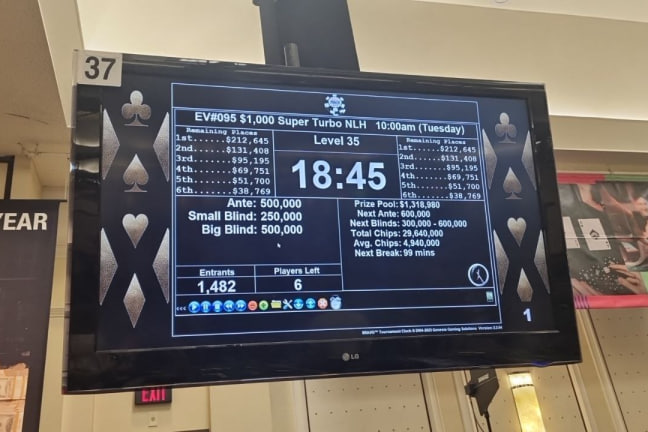 37
EV#095 $1,000 Super Turbo NLH 10:00am (Tuesday)
Remaining Places
1st......$212,645
2nd......$131,408
3rd......$95,195
4th......$69,751
5th......$51,700
6th......$38,769
Level 35
18:45
Remaining Places
1st......$212,645
2nd......$131,408
3rd......$95,195
4th......$69,751
5th......$51,700
6th......$38,769
Ante: 500,000
Small Blind: 250,000
Big Blind: 500,000
Prize Pool: $1,318,980
Next Ante: 600,000
Next Blinds: 300,000 - 600,000
Total Chips: 29,640,000
Avg. Chips: 4,940,000
Next Break: 99 mins
Entrants
1,482
Players Left
6
1
LG
YEAR
EXIT